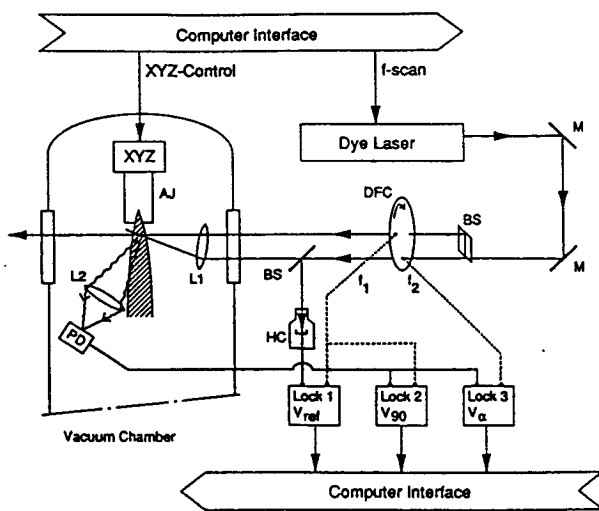 Computer Interface
XYZ-Control
f-scan
M
Dye Laser
XYZ
AJ
DFC
BS
M
L1
L2
BS
f1
f2
HC
PD
Lock 1
Vref
Lock 2
V90
Lock 3
Vα
Vacuum Chamber
Computer Interface